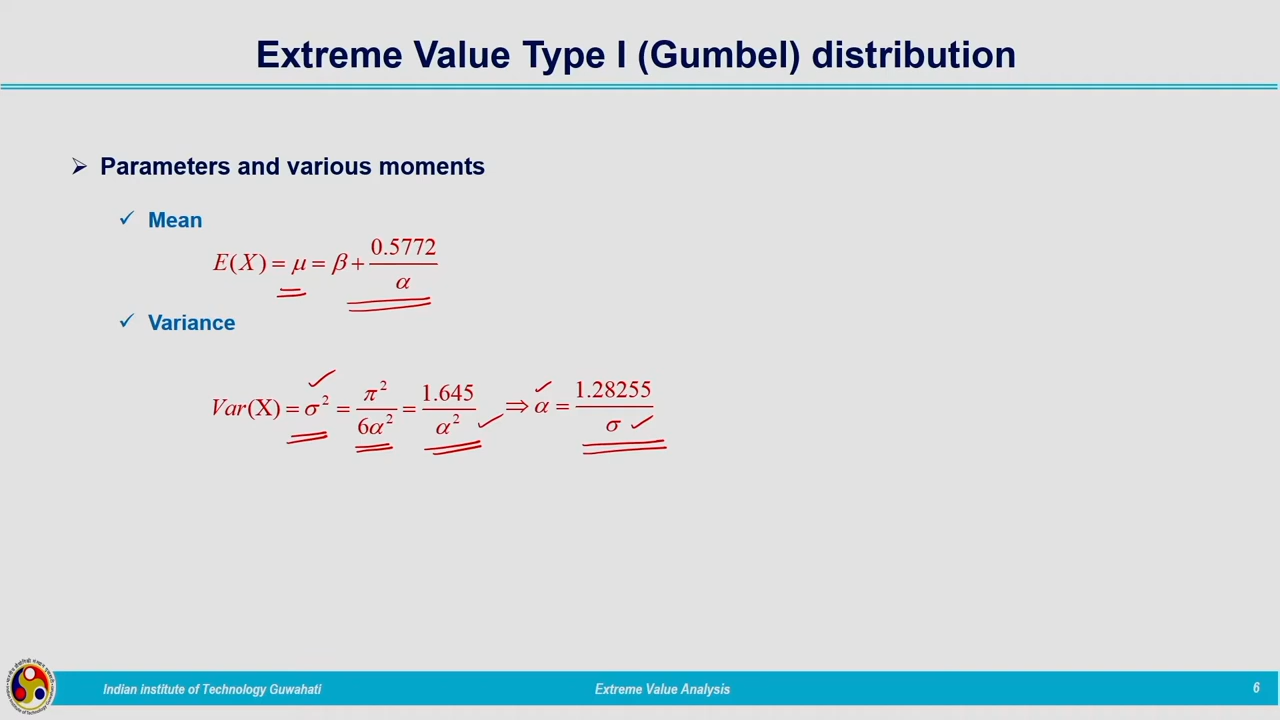 Extreme Value Type I (Gumbel) distribution
➢ Parameters and various moments
✓ Mean
E(X) = μ = β + 0.5772/α
✓ Variance
Var(X) = σ² = π²/6α² = 1.645/α² ⇒ α = 1.28255/σ
Indian institute of Technology Guwahati Extreme Value Analysis 6